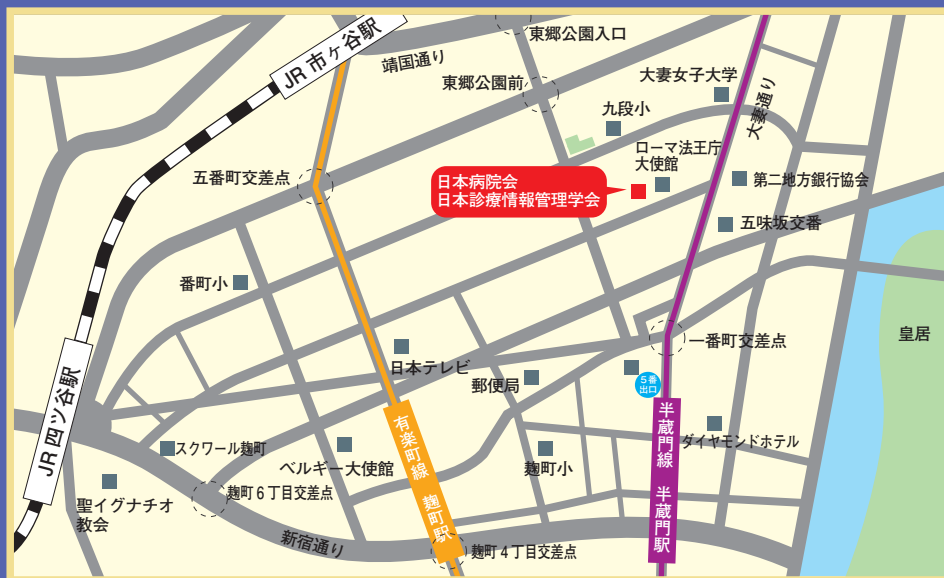 東郷公園入口
JR 市ヶ谷駅
靖国通り
東郷公園前
大妻女子大学
大妻通り
九段小
ローマ法王庁
大使館
五番町交差点
日本病院会
日本診療情報管理学会
第二地方銀行協会
五味坂交番
番町小
皇居
一番町交差点
日本テレビ
郵便局
5番
出口
JR 四ツ谷駅
有楽町線 麹町駅
半蔵門線 半蔵門駅
ダイヤモンドホテル
スクワール麹町
ベルギー大使館
麹町小
聖イグナチオ
教会
麹町6丁目交差点
新宿通り
麹町4丁目交差点